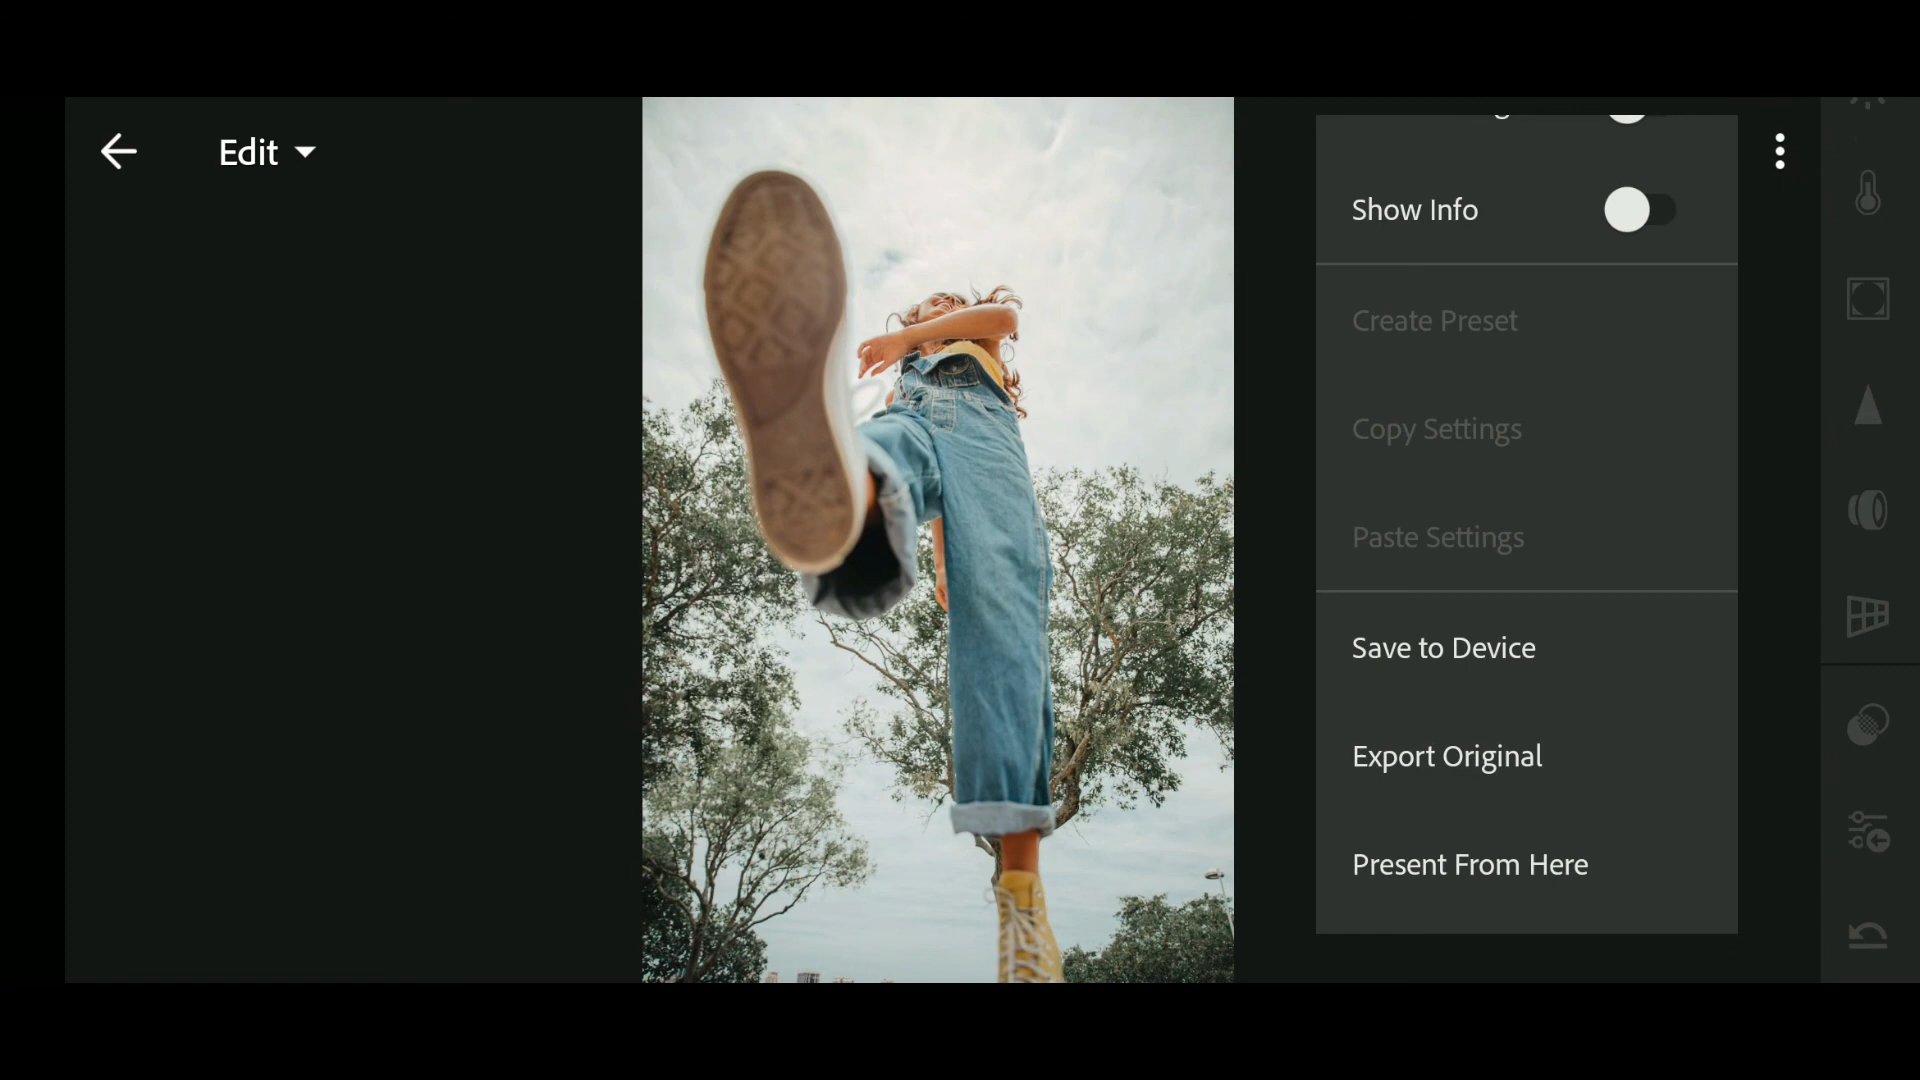 Edit
Show Info
Create Preset
Copy Settings
Paste Settings
Save to Device
Export Original
Present From Here